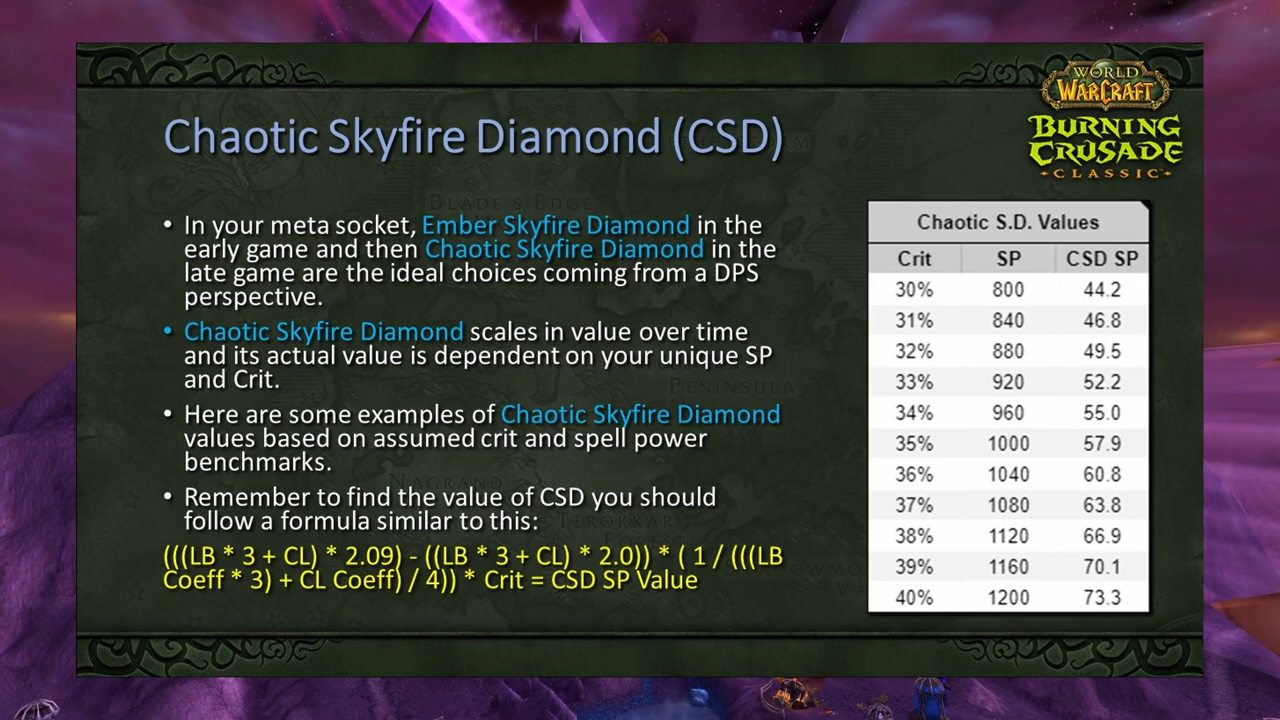 WORLD
WARCRAFT
BURNING
CRUSADE
CLASSIC
Chaotic Skyfire Diamond (CSD)
• In your meta socket, Ember Skyfire Diamond in the
early game and then Chaotic Skyfire Diamond in the
late game are the ideal choices coming from a DPS
perspective.
• Chaotic Skyfire Diamond scales in value over time
and its actual value is dependent on your unique SP
and Crit.
• Here are some examples of Chaotic Skyfire Diamond
values based on assumed crit and spell power
benchmarks.
• Remember to find the value of CSD you should
follow a formula similar to this:
(((LB * 3 + CL) * 2.09) - ((LB * 3 + CL) * 2.0)) * ( 1 / (((LB
Coeff * 3) + CL Coeff) / 4)) * Crit = CSD SP Value
Chaotic S.D. Values
Crit SP CSD SP
30% 800 44.2
31% 840 46.8
32% 880 49.5
33% 920 52.2
34% 960 55.0
35% 1000 57.9
36% 1040 60.8
37% 1080 63.8
38% 1120 66.9
39% 1160 70.1
40% 1200 73.3
BLADE'S EDGE
PENINSULA
NAGRAND
TEROKKAR
FOREST